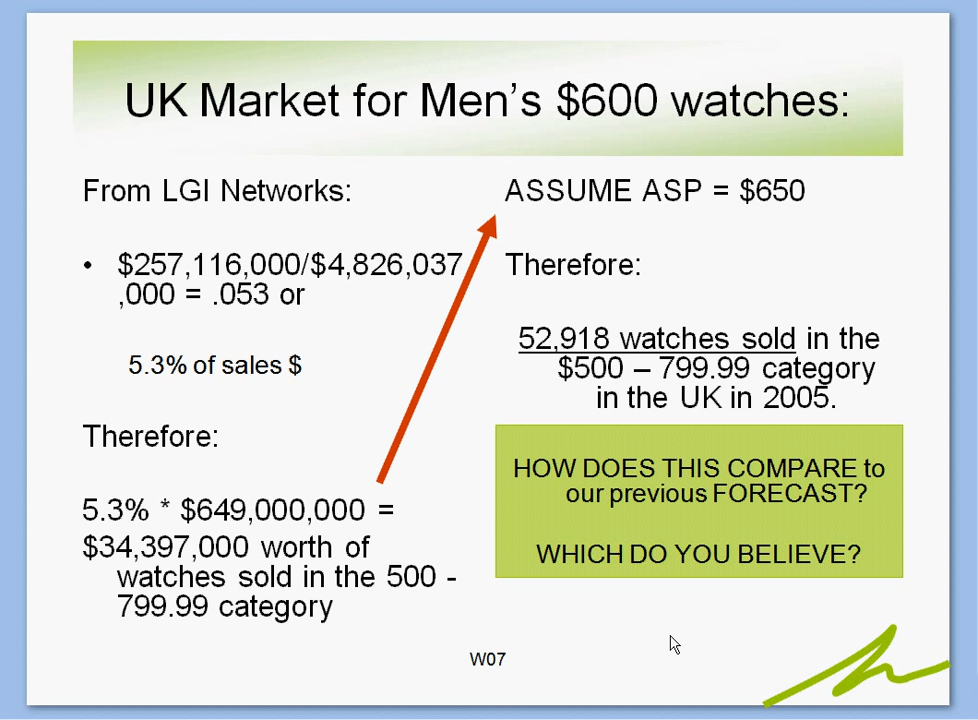 UK Market for Men’s $600 watches:
From LGI Networks:
• $257,116,000/$4,826,037
,000 = .053 or
5.3% of sales $
Therefore:
5.3% * $649,000,000 =
$34,397,000 worth of
watches sold in the 500 -
799.99 category
ASSUME ASP = $650
Therefore:
52,918 watches sold in the
$500 – 799.99 category
in the UK in 2005.
HOW DOES THIS COMPARE to
our previous FORECAST?
WHICH DO YOU BELIEVE?
W07